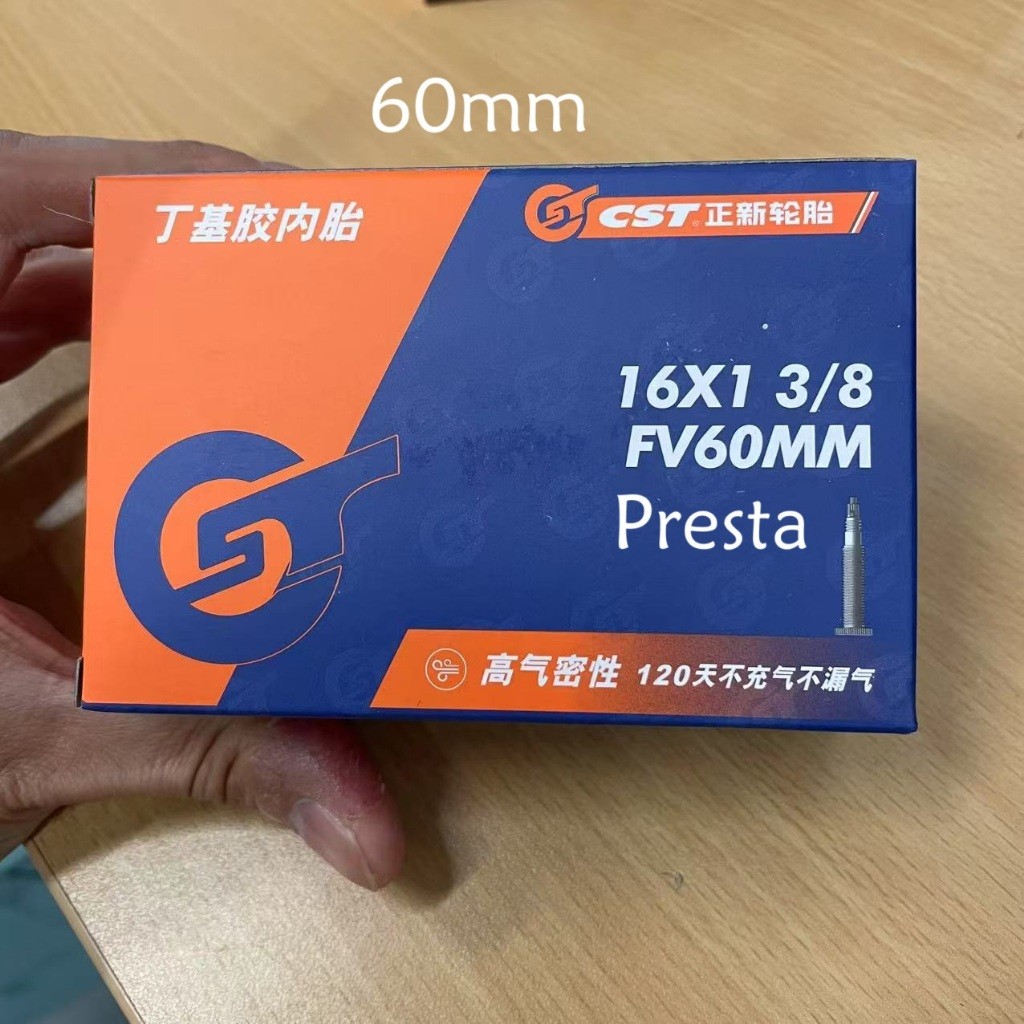 60mm
丁基胶内胎
CST 正新轮胎
16X1 3/8
FV60MM
Presta
高气密性 120天不充气不漏气